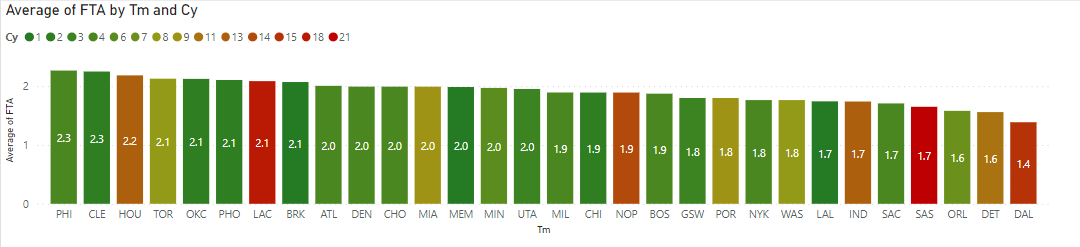 Average of FTA by Tm and Cy
Cy 1 2 3 4 6 7 8 9 11 13 14 15 18 21
Average of FTA
2
1
0
2.3 2.3 2.2 2.1 2.1 2.1 2.1 2.1 2.0 2.0 2.0 2.0 2.0 2.0 2.0 1.9 1.9 1.9 1.9 1.8 1.8 1.8 1.8 1.7 1.7 1.7 1.7 1.6 1.6 1.4
PHI CLE HOU TOR OKC PHO LAC BRK ATL DEN CHO MIA MEM MIN UTA MIL CHI NOP BOS GSW POR NYK WAS LAL IND SAC SAS ORL DET DAL
Tm